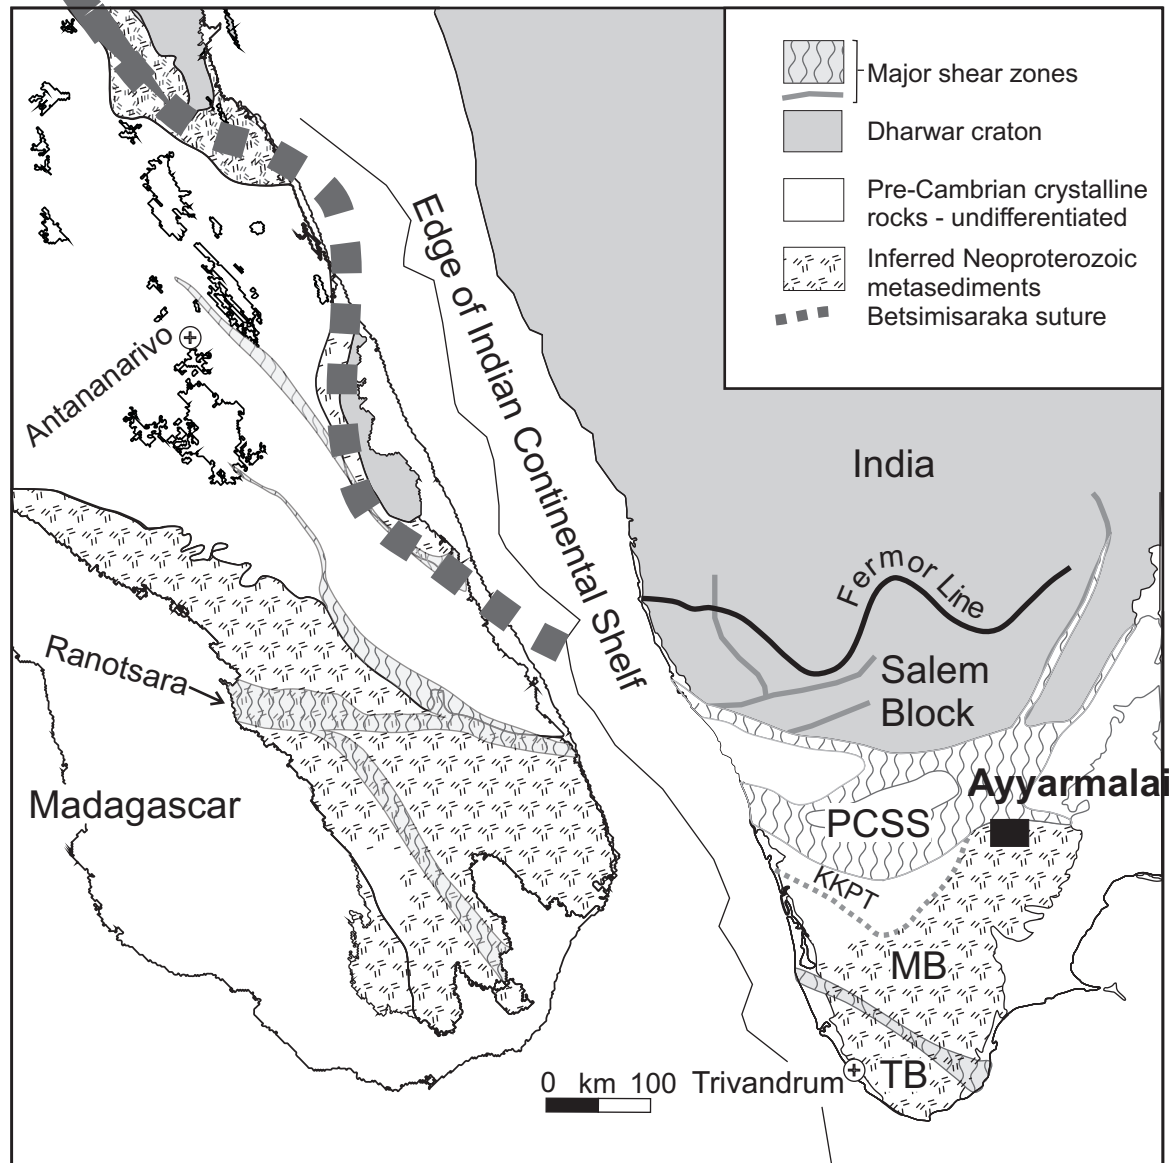 Major shear zones
Dharwar craton
Pre-Cambrian crystalline
rocks - undifferentiated
Inferred Neoproterozoic
metasediments
Betsimisaraka suture
Edge of Indian Continental Shelf
Antananarivo
India
Fermor Line
Salem
Block
Ranotsara
Madagascar
Ayyarmalai
PCSS
KKPT
MB
TB
Trivandrum
0 km 100